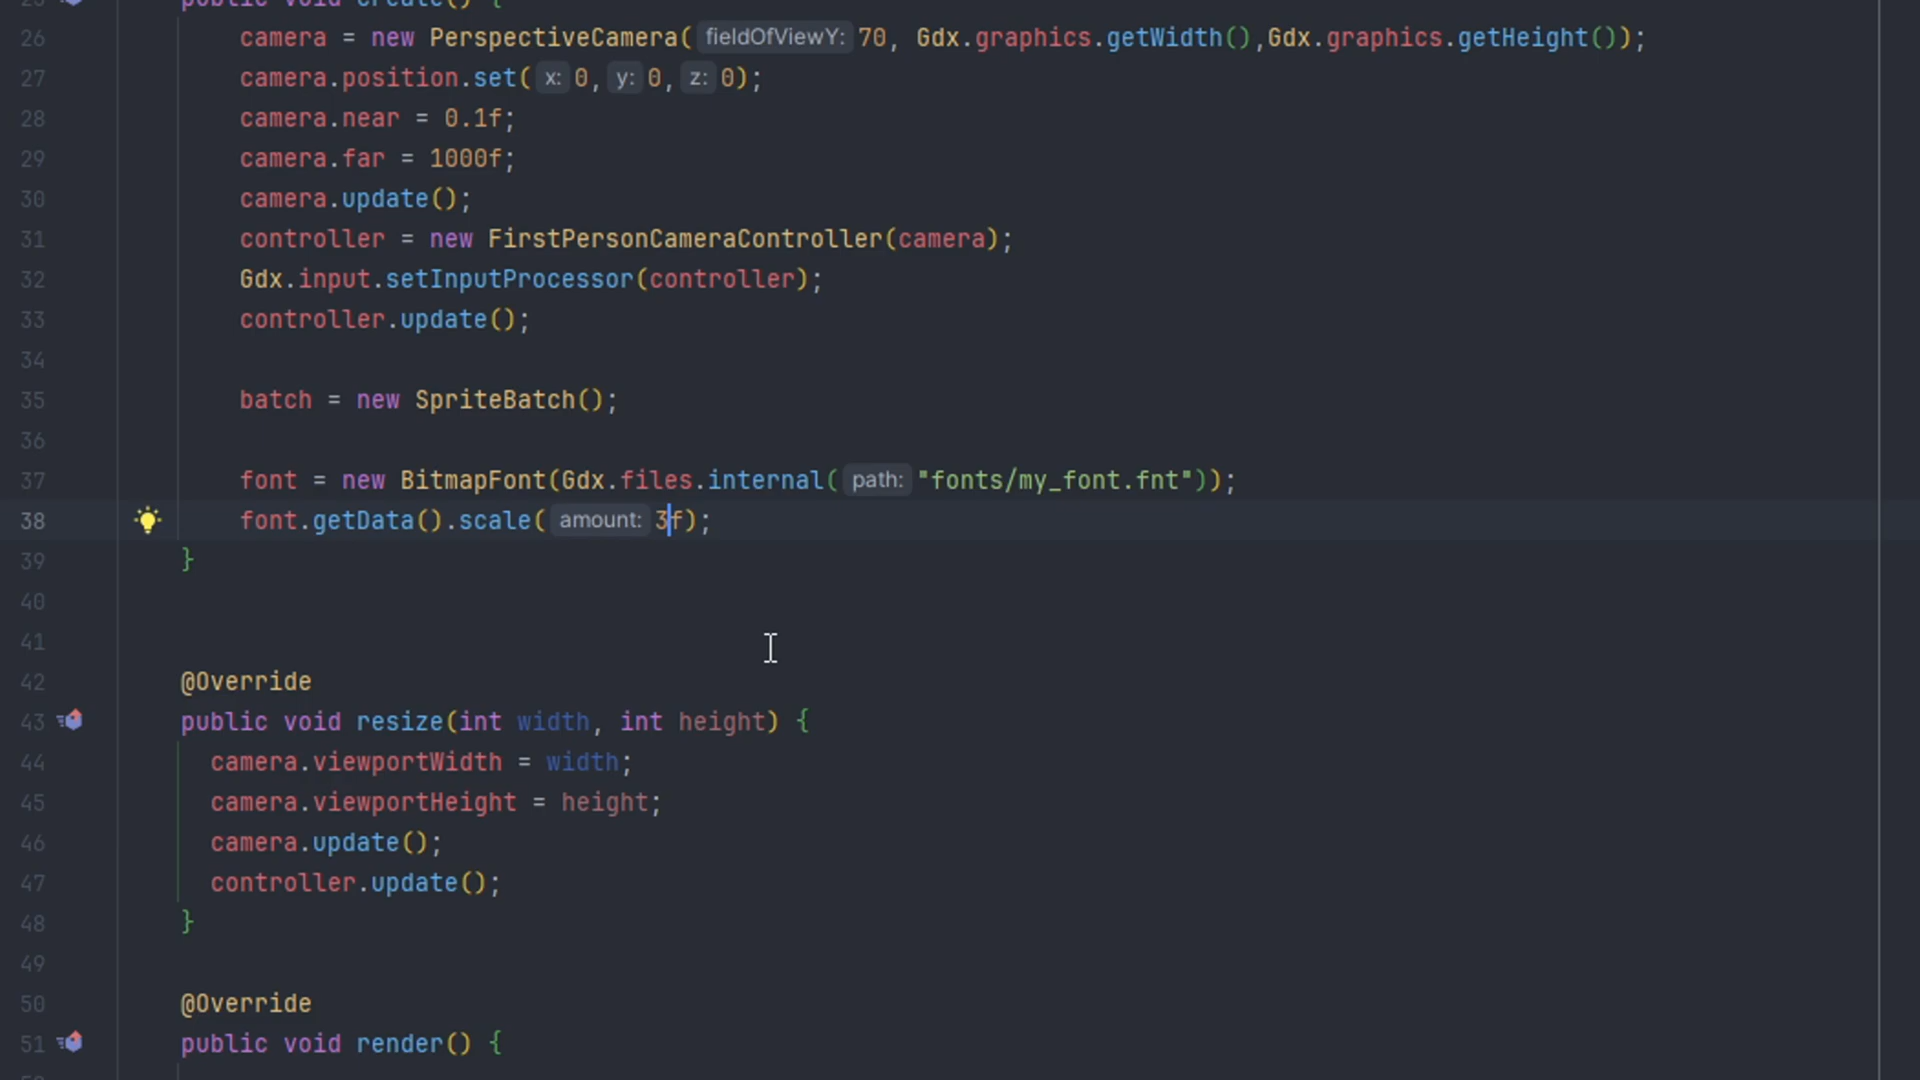 25 public void create() {
26 camera = new PerspectiveCamera( fieldOfViewY: 70, Gdx.graphics.getWidth(),Gdx.graphics.getHeight());
27 camera.position.set( x: 0, y: 0, z: 0);
28 camera.near = 0.1f;
29 camera.far = 1000f;
30 camera.update();
31 controller = new FirstPersonCameraController(camera);
32 Gdx.input.setInputProcessor(controller);
33 controller.update();
34
35 batch = new SpriteBatch();
36
37 font = new BitmapFont(Gdx.files.internal( path: "fonts/my_font.fnt"));
38 font.getData().scale( amount: 3f);
39 }
40
41
42 @Override
43 public void resize(int width, int height) {
44 camera.viewportWidth = width;
45 camera.viewportHeight = height;
46 camera.update();
47 controller.update();
48 }
49
50 @Override
51 public void render() {